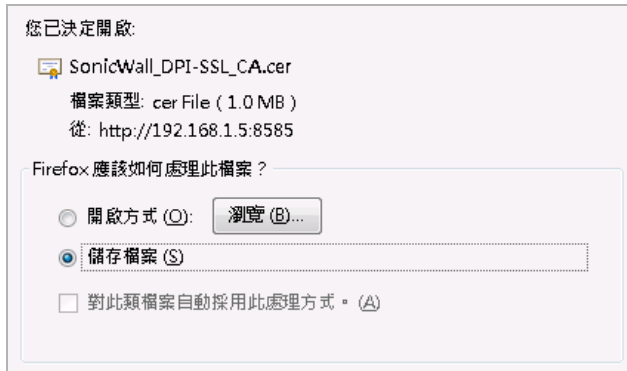 您已決定開啟:
SonicWall_DPI-SSL_CA.cer
檔案類型: cer File ( 1.0 MB )
從: http://192.168.1.5:8585
Firefox 應該如何處理此檔案？
開啟方式 (O): 瀏覽 (B)...
儲存檔案 (S)
對此類檔案自動採用此處理方式。(A)